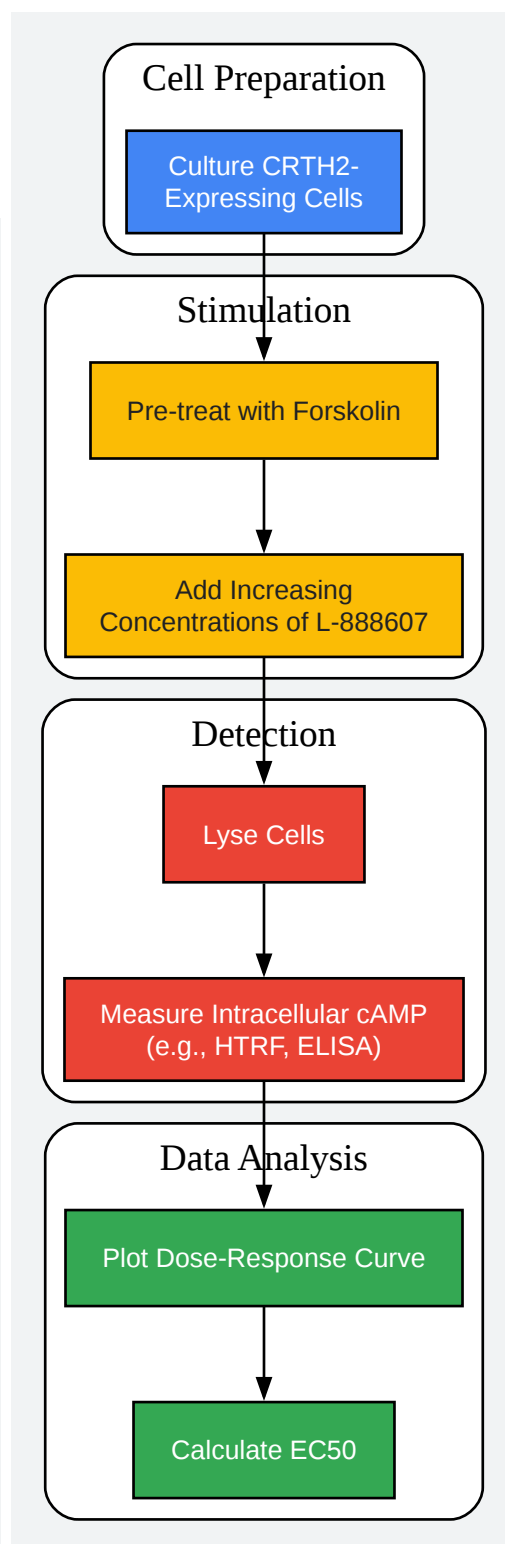 Cell Preparation
Culture CRTH2-
Expressing Cells
Stimulation
Pre-treat with Forskolin
Add Increasing
Concentrations of L-888607
Detection
Lyse Cells
Measure Intracellular cAMP
(e.g., HTRF, ELISA)
Data Analysis
Plot Dose-Response Curve
Calculate EC50